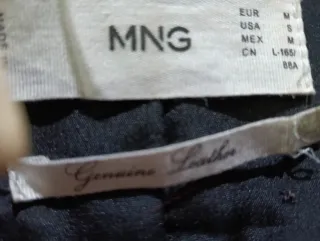 MNG
EUR M
USA S
MEX M
CN L-165/
88A
Genuine Leather